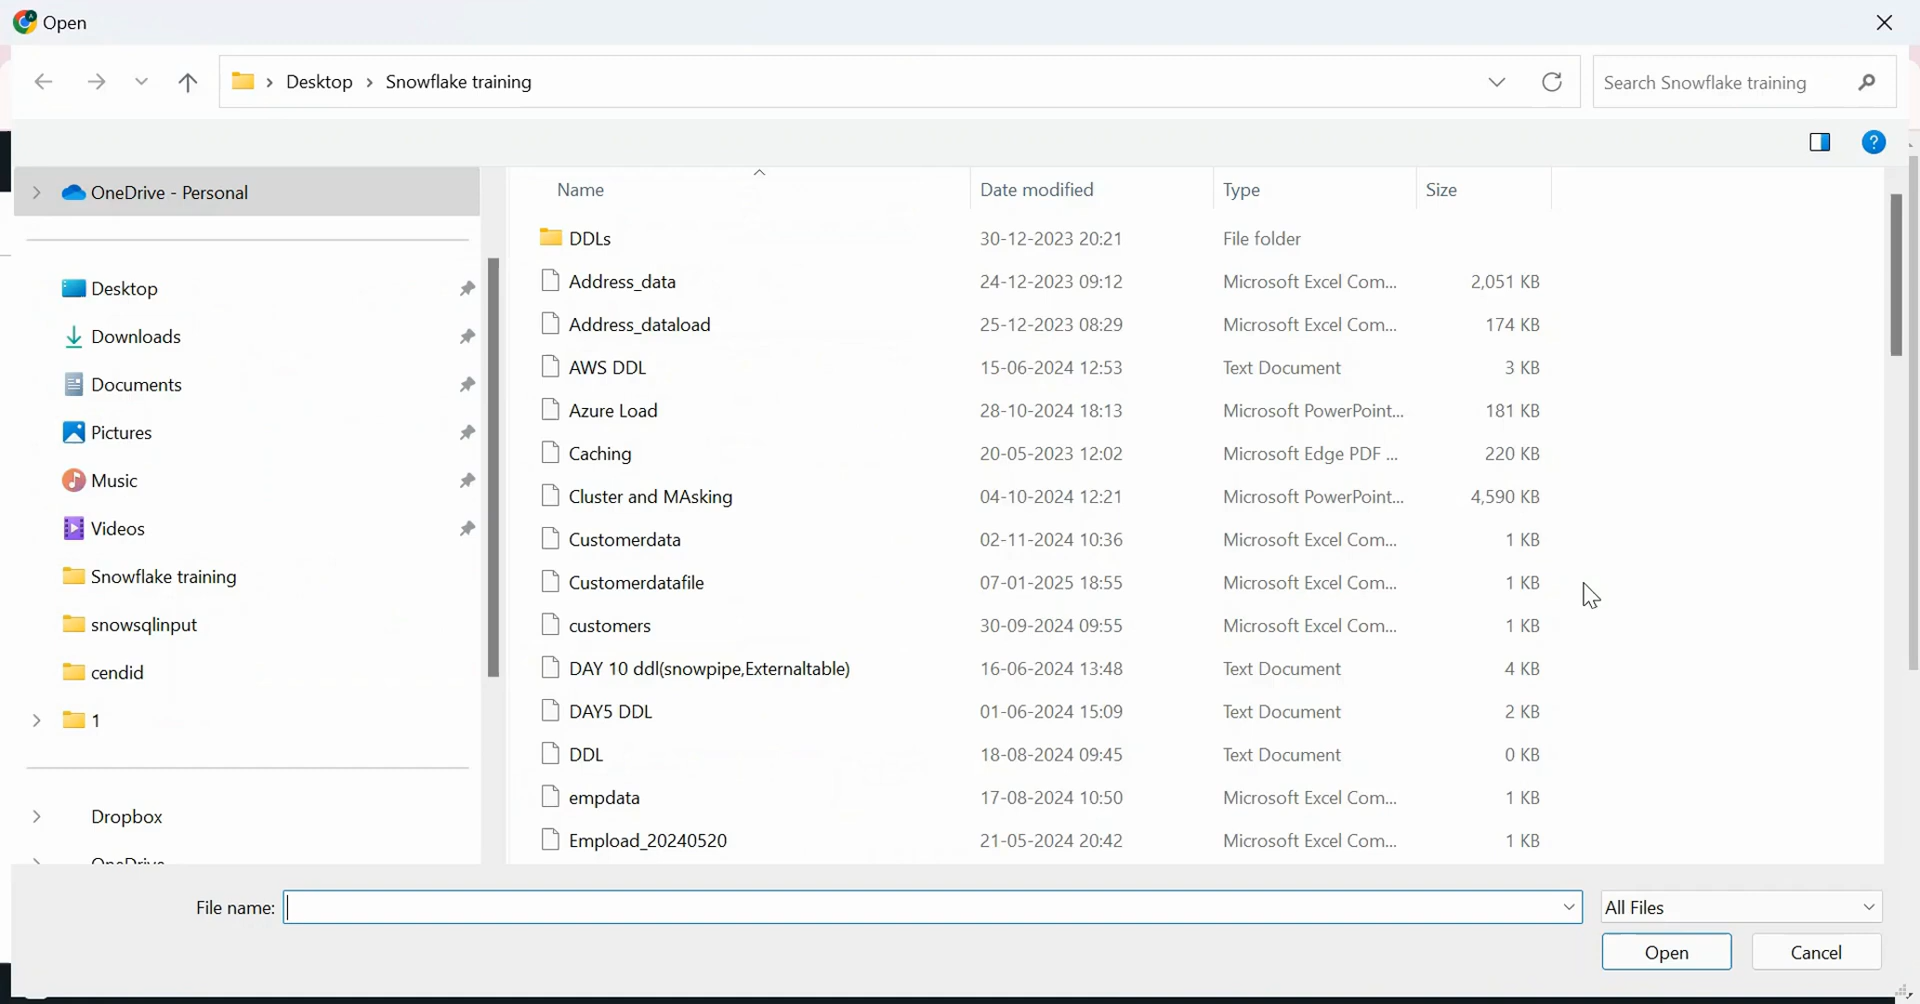 Open
Desktop > Snowflake training
Search Snowflake training
?
OneDrive - Personal
Desktop
Downloads
Documents
Pictures
Music
Videos
Snowflake training
snowsqlinput
cendid
1
Dropbox
OneDrive
Name Date modified Type Size
DDLs 30-12-2023 20:21 File folder
Address_data 24-12-2023 09:12 Microsoft Excel Com... 2,051 KB
Address_dataload 25-12-2023 08:29 Microsoft Excel Com... 174 KB
AWS DDL 15-06-2024 12:53 Text Document 3 KB
Azure Load 28-10-2024 18:13 Microsoft PowerPoint... 181 KB
Caching 20-05-2023 12:02 Microsoft Edge PDF ... 220 KB
Cluster and MAsking 04-10-2024 12:21 Microsoft PowerPoint... 4,590 KB
Customerdata 02-11-2024 10:36 Microsoft Excel Com... 1 KB
Customerdatafile 07-01-2025 18:55 Microsoft Excel Com... 1 KB
customers 30-09-2024 09:55 Microsoft Excel Com... 1 KB
DAY 10 ddl(snowpipe,Externaltable) 16-06-2024 13:48 Text Document 4 KB
DAY5 DDL 01-06-2024 15:09 Text Document 2 KB
DDL 18-08-2024 09:45 Text Document 0 KB
empdata 17-08-2024 10:50 Microsoft Excel Com... 1 KB
Empload_20240520 21-05-2024 20:42 Microsoft Excel Com... 1 KB
File name:
All Files
Open Cancel